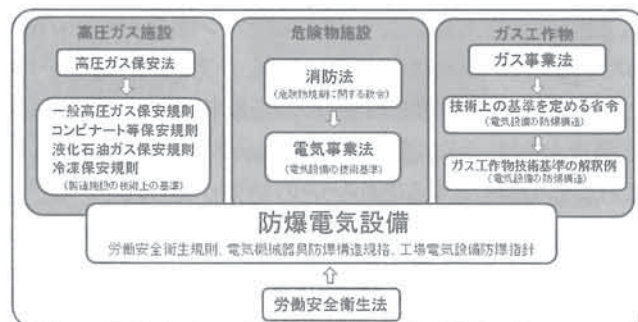 高圧ガス施設
高圧ガス保安法
一般高圧ガス保安規則
コンビナート等保安規則
液化石油ガス保安規則
冷凍保安規則
(製造施設の技術上の基準)
危険物施設
消防法
(危険物規制に関する政令)
電気事業法
(電気設備の技術基準)
ガス工作物
ガス事業法
技術上の基準を定める省令
(電気設備の防爆構造)
ガス工作物技術基準の解釈例
(電気設備の防爆構造)
防爆電気設備
労働安全衛生規則、電気機械器具防爆構造規格、工場電気設備防爆指針
労働安全衛生法